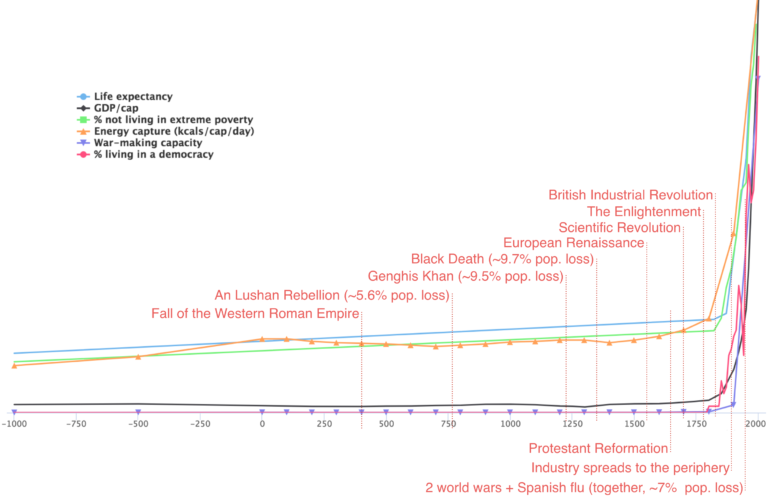 Life expectancy
GDP/cap
% not living in extreme poverty
Energy capture (kcals/cap/day)
War-making capacity
% living in a democracy
British Industrial Revolution
The Enlightenment
Scientific Revolution
European Renaissance
Black Death (~9.7% pop. loss)
Genghis Khan (~9.5% pop. loss)
An Lushan Rebellion (~5.6% pop. loss)
Fall of the Western Roman Empire
-1000 -750 -500 -250 0 250 500 750 1000 1250 1500 1750 2000
Protestant Reformation
Industry spreads to the periphery
2 world wars + Spanish flu (together, ~7% pop. loss)